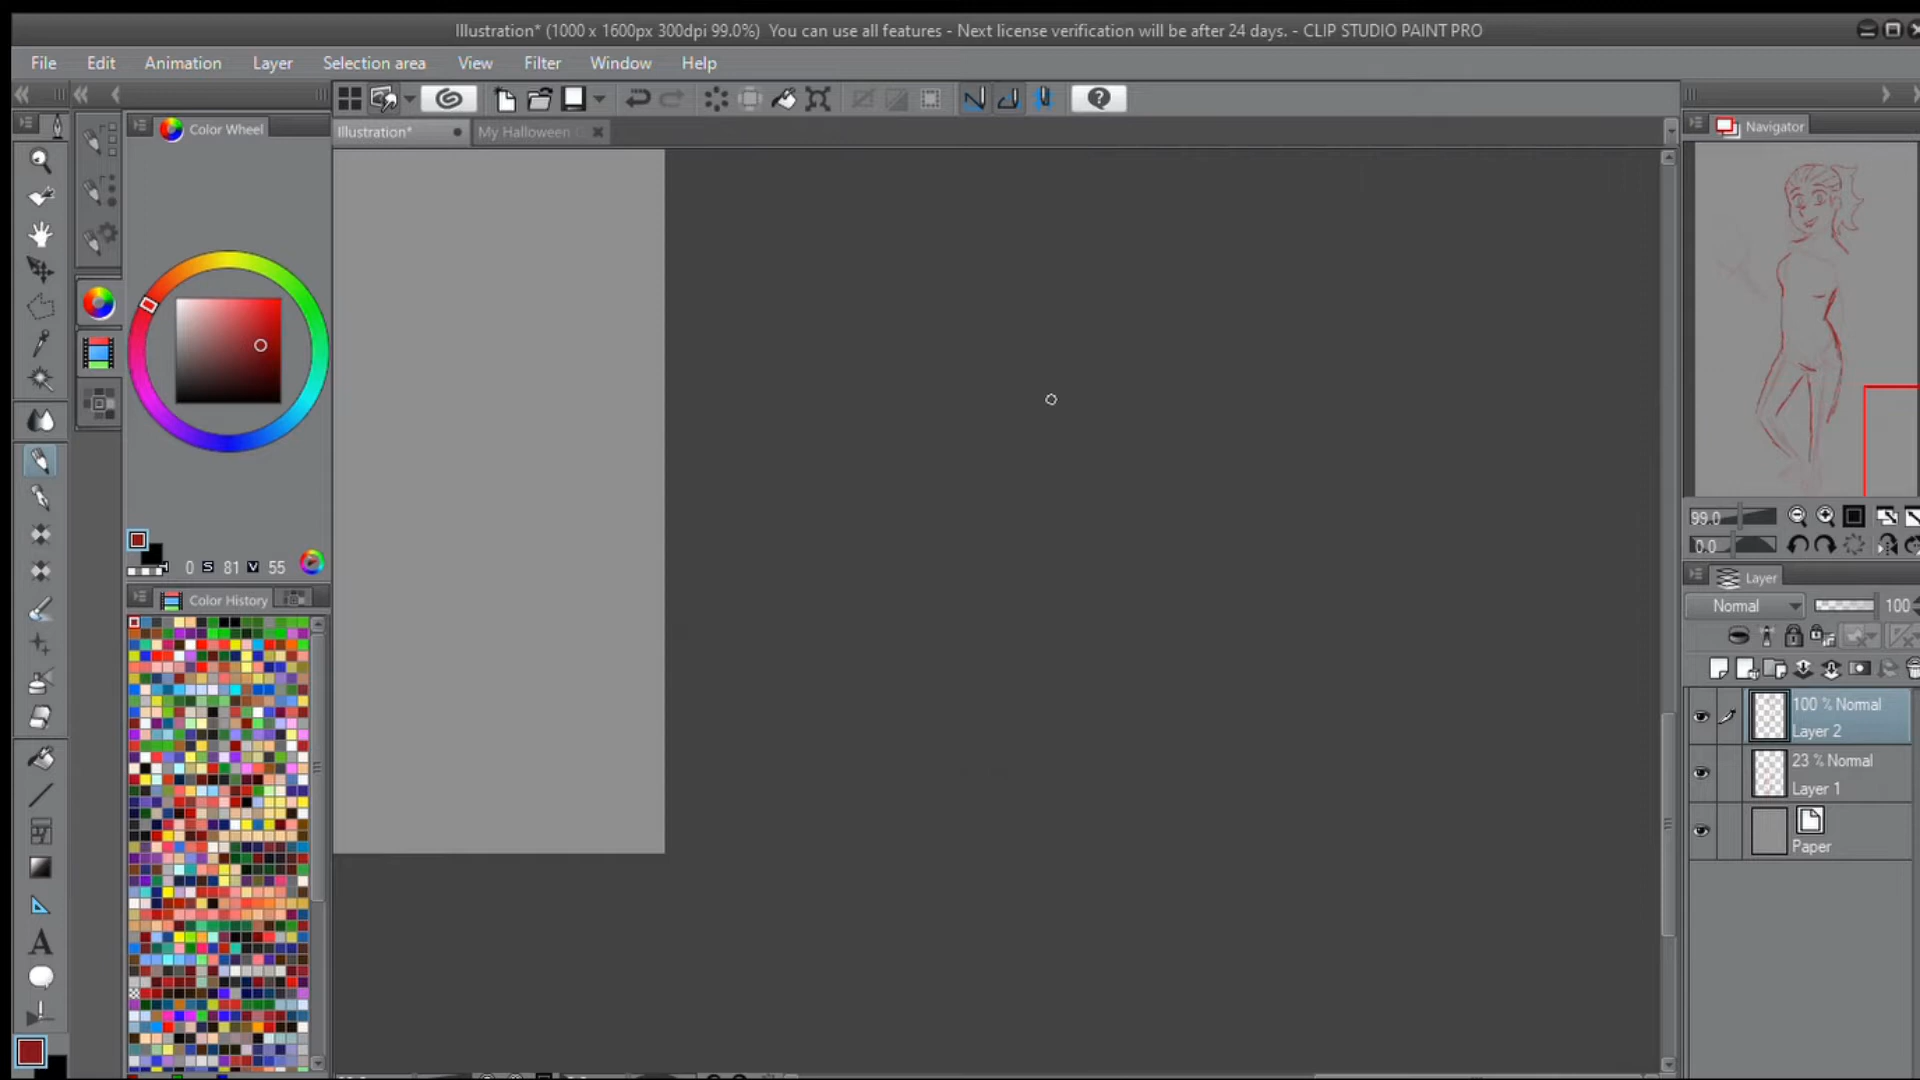 Illustration* (1000 x 1600px 300dpi 99.0%) You can use all features - Next license verification will be after 24 days. - CLIP STUDIO PAINT PRO
File Edit Animation Layer Selection area View Filter Window Help
Color Wheel
Illustration*
My Halloween
Navigator
99.0
0.0
0 S 81 V 55
Color History
Layer
Normal 100
100 % Normal
Layer 2
23 % Normal
Layer 1
Paper